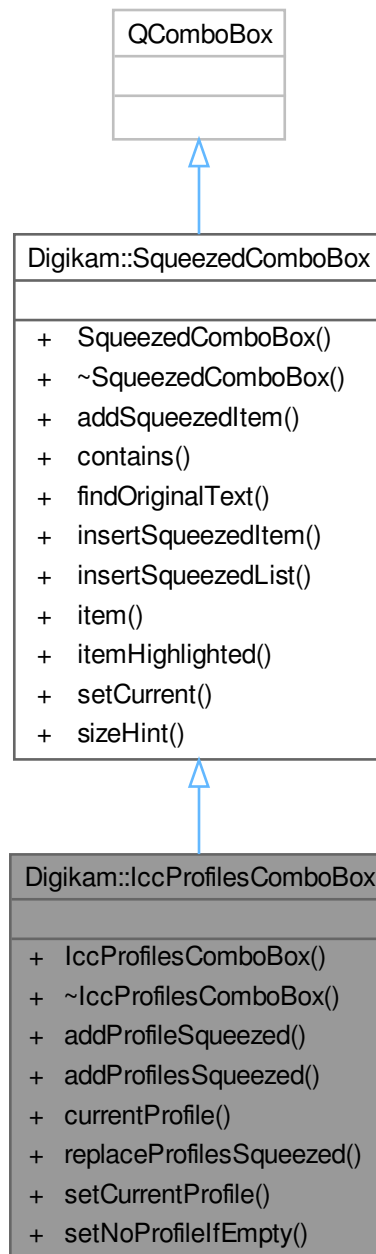 QComboBox
Digikam::SqueezedComboBox
+ SqueezedComboBox()
+ ~SqueezedComboBox()
+ addSqueezedItem()
+ contains()
+ findOriginalText()
+ insertSqueezedItem()
+ insertSqueezedList()
+ item()
+ itemHighlighted()
+ setCurrent()
+ sizeHint()
Digikam::IccProfilesComboBox
+ IccProfilesComboBox()
+ ~IccProfilesComboBox()
+ addProfileSqueezed()
+ addProfilesSqueezed()
+ currentProfile()
+ replaceProfilesSqueezed()
+ setCurrentProfile()
+ setNoProfileIfEmpty()